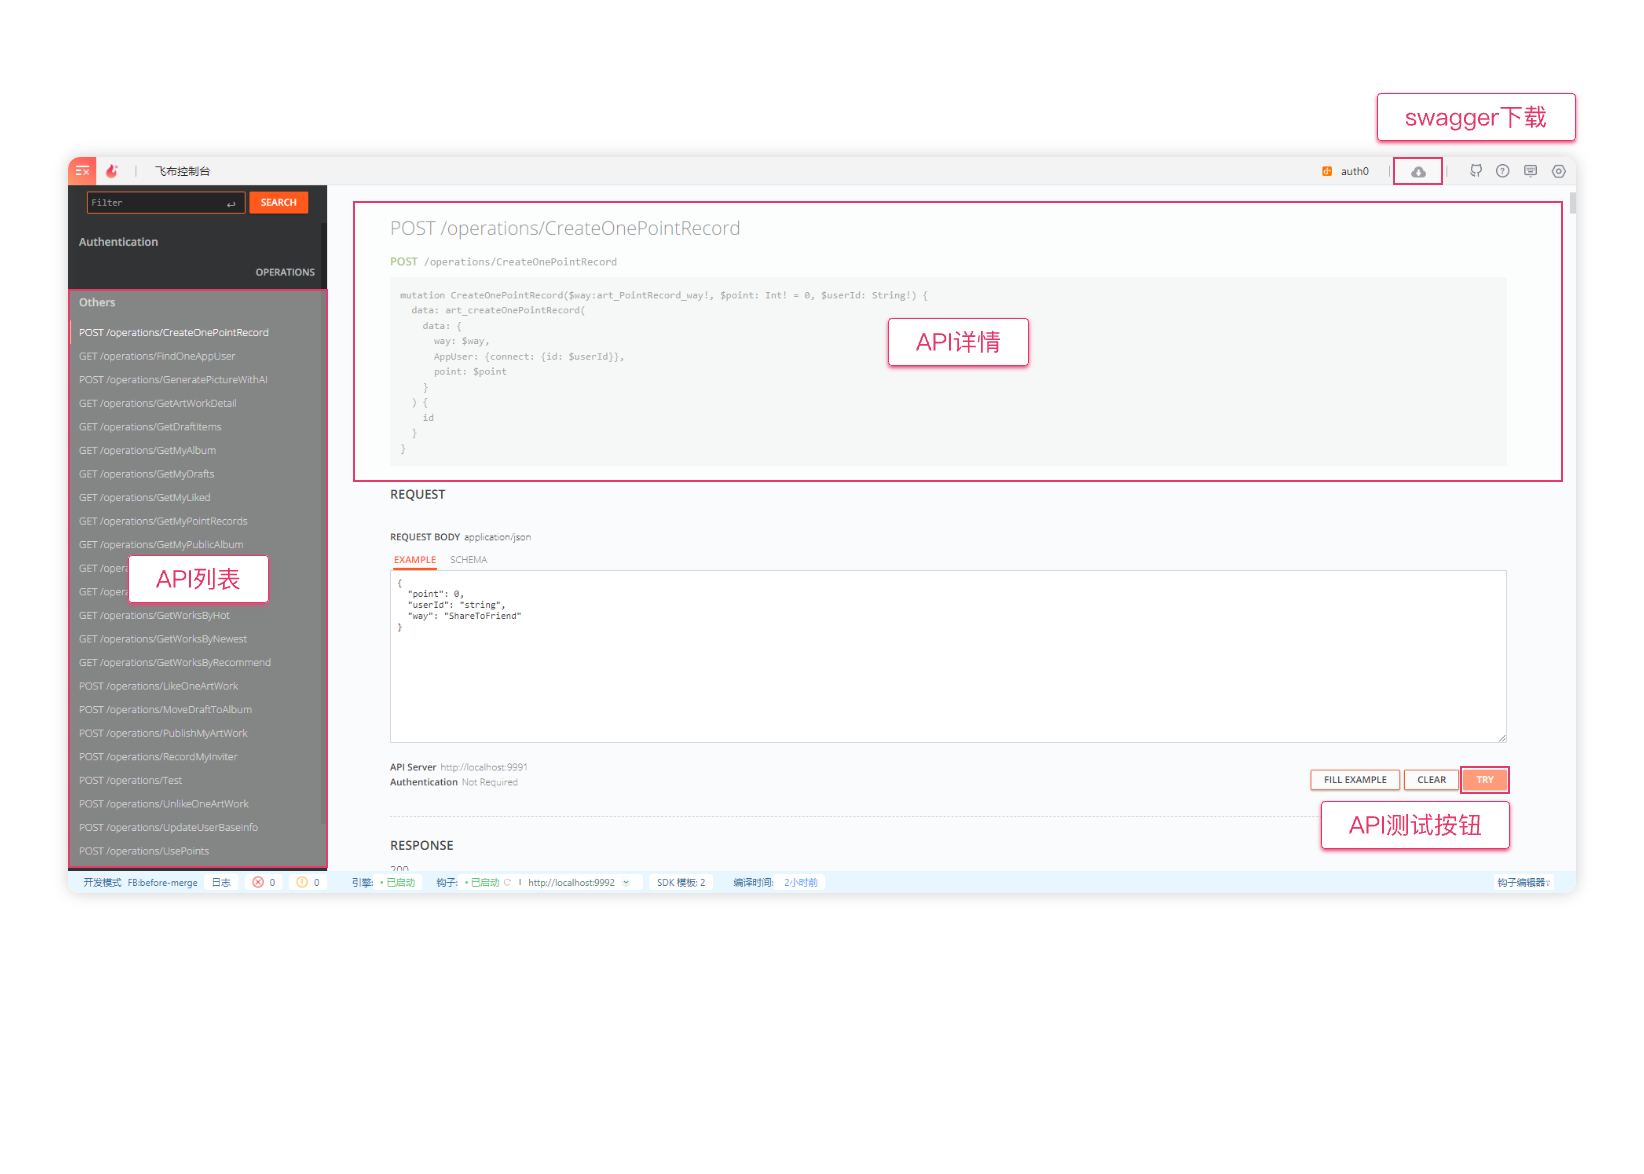 swagger下载
飞布控制台
auth0
Filter
SEARCH
Authentication
OPERATIONS
Others
POST /operations/CreateOnePointRecord
GET /operations/FindOneAppUser
POST /operations/GeneratePictureWithAI
GET /operations/GetArtWorkDetail
GET /operations/GetDraftItems
GET /operations/GetMyAlbum
GET /operations/GetMyDrafts
GET /operations/GetMyLiked
GET /operations/GetMyPointRecords
GET /operations/GetMyPublicAlbum
GET /opera
GET /opera
API列表
GET /operations/GetWorksByHot
GET /operations/GetWorksByNewest
GET /operations/GetWorksByRecommend
POST /operations/LikeOneArtWork
POST /operations/MoveDraftToAlbum
POST /operations/PublishMyArtWork
POST /operations/RecordMyInviter
POST /operations/Test
POST /operations/UnlikeOneArtWork
POST /operations/UpdateUserBaseInfo
POST /operations/UsePoints
POST /operations/CreateOnePointRecord
POST /operations/CreateOnePointRecord
mutation CreateOnePointRecord($way:art_PointRecord_way!, $point: Int! = 0, $userId: String!) {
data: art_createOnePointRecord(
data: {
way: $way,
AppUser: {connect: {id: $userId}},
point: $point
}
) {
id
}
}
API详情
REQUEST
REQUEST BODY application/json
EXAMPLE SCHEMA
{
"point": 0,
"userId": "string",
"way": "ShareToFriend"
}
API Server http://localhost:9991
Authentication Not Required
FILL EXAMPLE CLEAR TRY
API测试按钮
RESPONSE
200
开发模式 FB:before-merge 日志 0 0 引擎: 已启动 钩子: 已启动 http://localhost:9992 SDK 模板: 2 编译时间: 2小时前 钩子编辑器